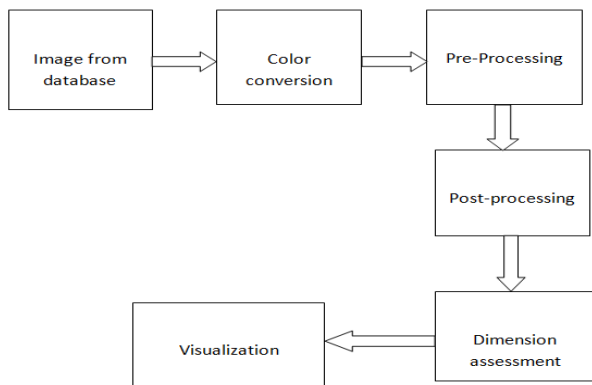 Image from
database
Color
conversion
Pre-Processing
Post-processing
Dimension
assessment
Visualization